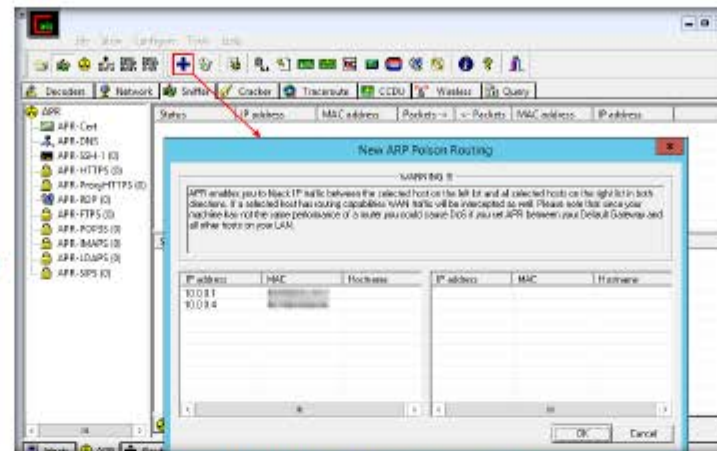 File View Configure Tools Help
Decoders Network Sniffer Cracker Traceroute CCDU Wireless Query
APR
APR-Cert
APR-DNS
APR-SSH-1 (0)
APR-HTTPS (0)
APR-ProxyHTTPS (0)
APR-RDP (0)
APR-FTPS (0)
APR-POP3S (0)
APR-IMAPS (0)
APR-LDAPS (0)
APR-SIPS (0)
Status IP address MAC address Packets -> <- Packets MAC address IP address
New ARP Poison Routing
WARNING !!!
APR enables you to hijack IP traffic between the selected host on the left list and all selected hosts on the right list in both
directions. If a selected host has routing capabilities WAN traffic will be intercepted as well. Please note that since your
machine has not the same performance of a router you could cause DoS if you set APR between your Default Gateway and
all other hosts on your LAN.
IP address MAC Hostname IP address MAC Hostname
10.0.0.1
10.0.0.4
OK Cancel